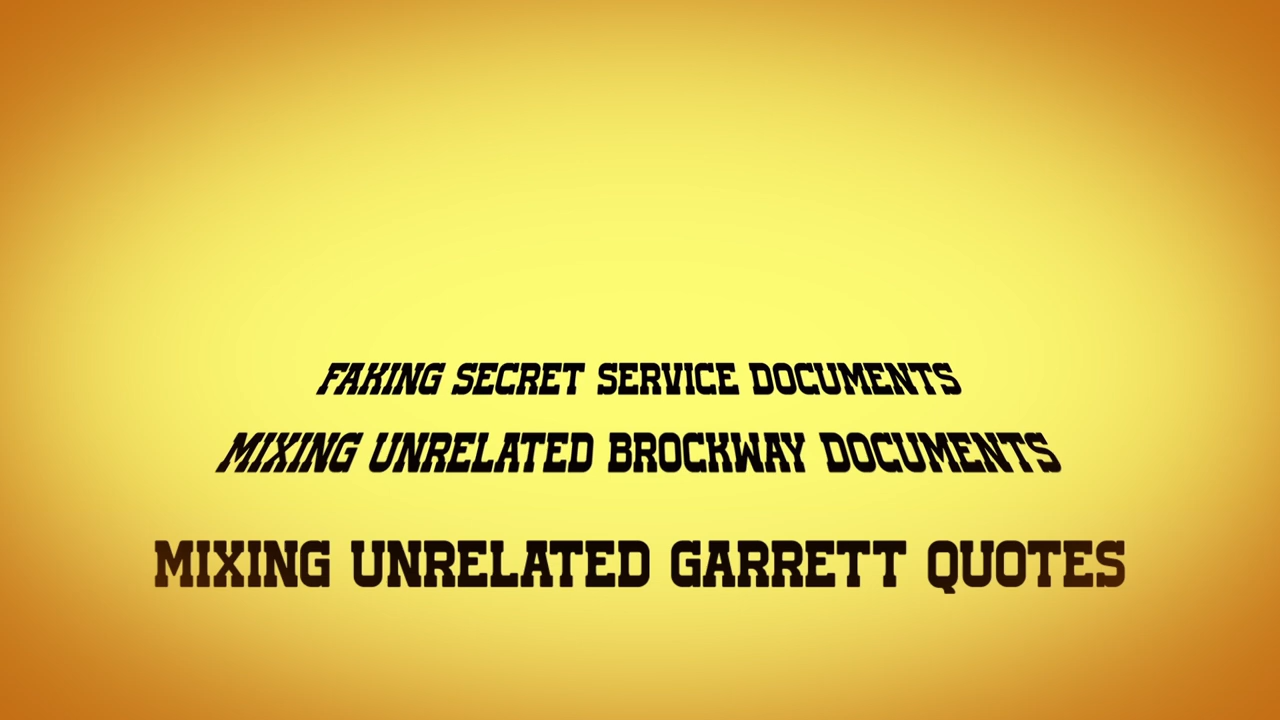 FAKING SECRET SERVICE DOCUMENTS
MIXING UNRELATED BROCKWAY DOCUMENTS
MIXING UNRELATED GARRETT QUOTES